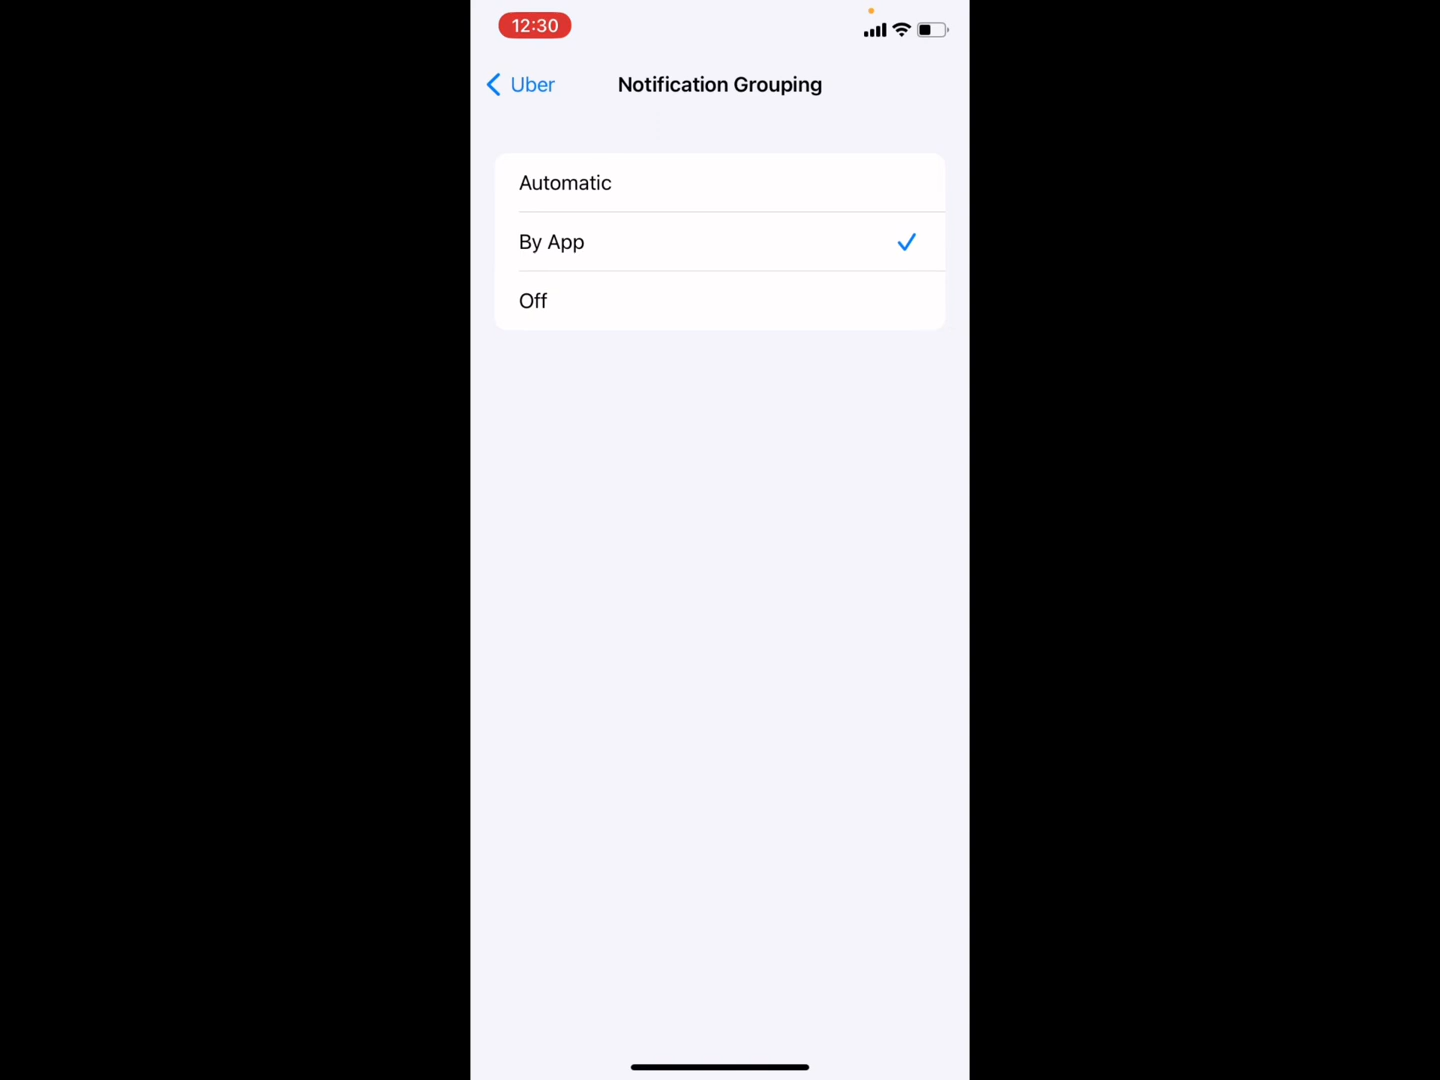 12:30
Uber
Notification Grouping
Automatic
By App
Off